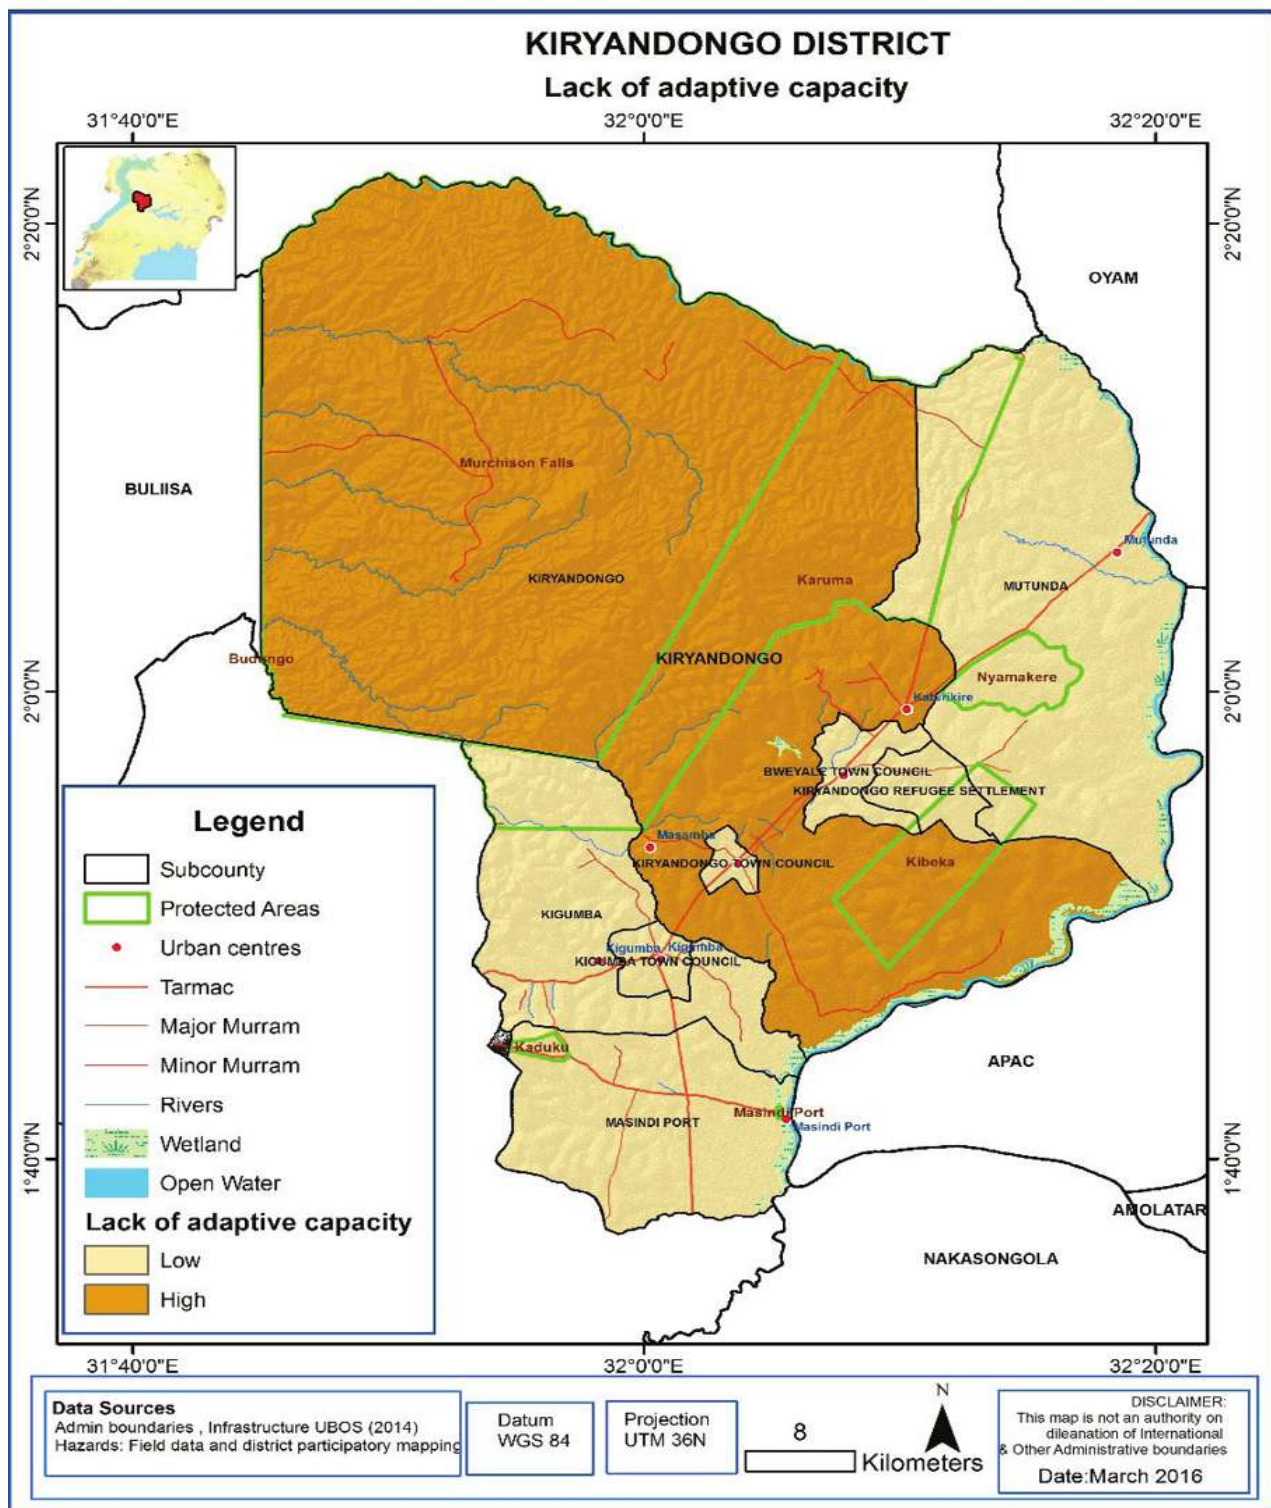 KIRYANDONGO DISTRICT
Lack of adaptive capacity
31°40'0"E
32°0'0"E
32°20'0"E
2°20'0"N
2°20'0"N
OYAM
Murchison Falls
BULIISA
Mutunda
KIRYANDONGO
Karuma
MUTUNDA
Budongo
KIRYANDONGO
Nyamakere
2°0'0"N
2°0'0"N
BWEYALE TOWN COUNCIL
KIRYANDONGO REFUGEE SETTLEMENT
Masamba
KIRYANDONGO TOWN COUNCIL
Kibeka
KIGUMBA
Kigumba
Kigumba
KIGUMBA TOWN COUNCIL
Kaduku
APAC
Masindi Port
MASINDI PORT
Masindi Port
1°40'0"N
1°40'0"N
AMOLATAR
NAKASONGOLA
Legend
Subcounty
Protected Areas
Urban centres
Tarmac
Major Murram
Minor Murram
Rivers
Wetland
Open Water
Lack of adaptive capacity
Low
High
31°40'0"E
32°0'0"E
32°20'0"E
Data Sources
Admin boundaries , Infrastructure UBOS (2014)
Hazards: Field data and district participatory mapping
Datum
WGS 84
Projection
UTM 36N
8
Kilometers
N
DISCLAIMER:
This map is not an authority on
dileanation of International
& Other Administrative boundaries
Date:March 2016